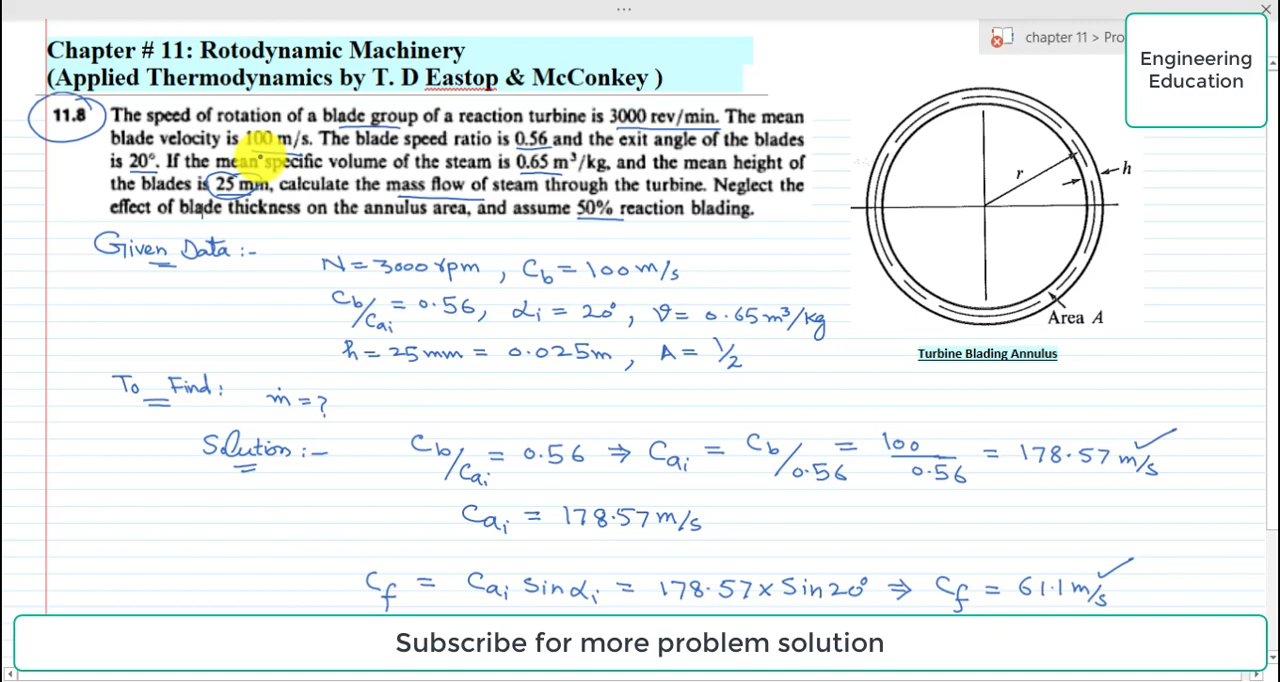 chapter 11 > Pro
Engineering
Education
Chapter # 11: Rotodynamic Machinery
(Applied Thermodynamics by T. D Eastop & McConkey )
11.8 The speed of rotation of a blade group of a reaction turbine is 3000 rev/min. The mean
blade velocity is 100 m/s. The blade speed ratio is 0.56 and the exit angle of the blades
is 20°. If the mean specific volume of the steam is 0.65 m³/kg, and the mean height of
the blades is 25 mm, calculate the mass flow of steam through the turbine. Neglect the
effect of blade thickness on the annulus area, and assume 50% reaction blading.
r
h
Area A
Turbine Blading Annulus
Given Data :-
N = 3000 rpm , Cb = 100 m/s
Cb/Cai = 0.56, αi = 20°, v = 0.65 m³/kg
h = 25 mm = 0.025 m , Λ = 1/2
To Find :
ṁ = ?
Solution :- Cb/Cai = 0.56 ⇒ Cai = Cb/0.56 = 100/0.56 = 178.57 m/s
Cai = 178.57 m/s
Cf = Cai Sin αi = 178.57 × Sin 20° ⇒ Cf = 61.1 m/s
Subscribe for more problem solution